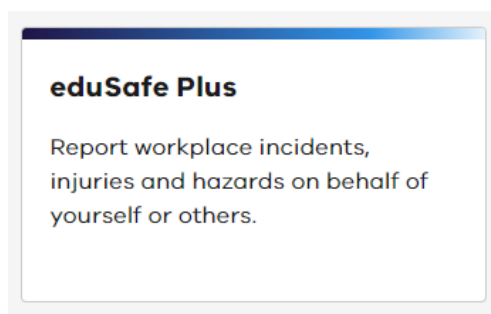 eduSafe Plus
Report workplace incidents,
injuries and hazards on behalf of
yourself or others.